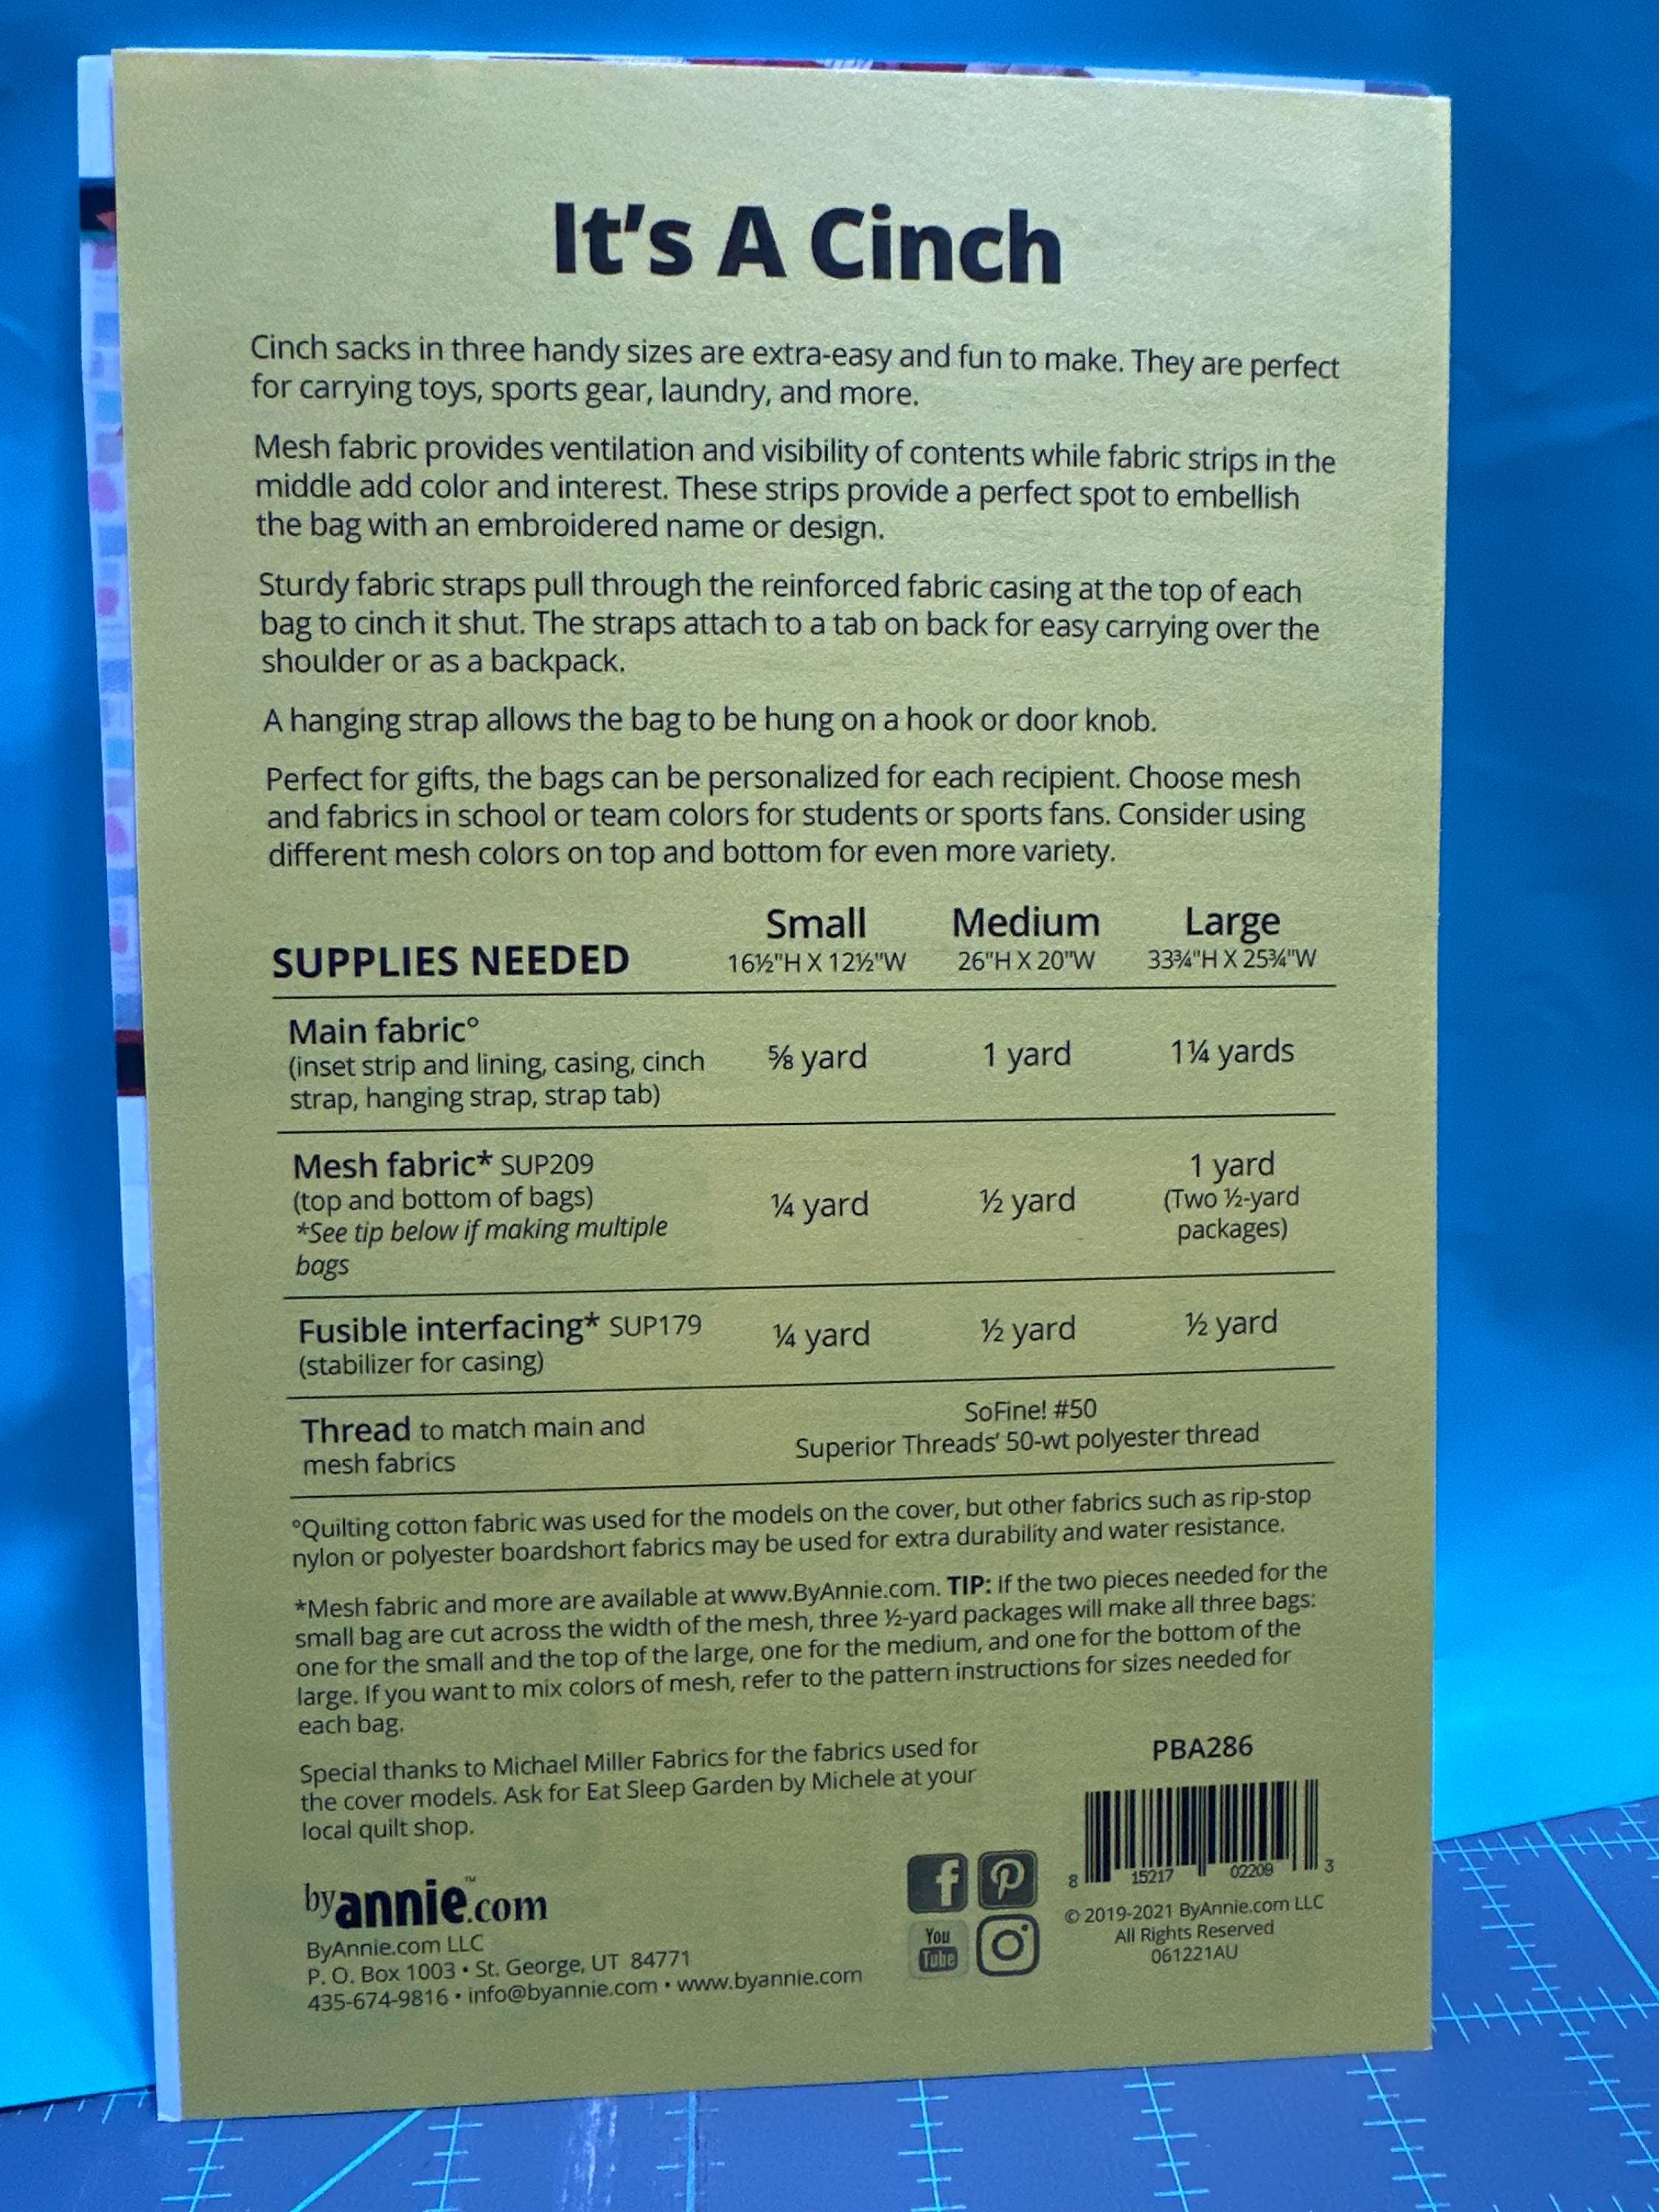 It's A Cinch
Cinch sacks in three handy sizes are extra-easy and fun to make. They are perfect
for carrying toys, sports gear, laundry, and more.
Mesh fabric provides ventilation and visibility of contents while fabric strips in the
middle add color and interest. These strips provide a perfect spot to embellish
the bag with an embroidered name or design.
Sturdy fabric straps pull through the reinforced fabric casing at the top of each
bag to cinch it shut. The straps attach to a tab on back for easy carrying over the
shoulder or as a backpack.
A hanging strap allows the bag to be hung on a hook or door knob.
Perfect for gifts, the bags can be personalized for each recipient. Choose mesh
and fabrics in school or team colors for students or sports fans. Consider using
different mesh colors on top and bottom for even more variety.
Small Medium Large
SUPPLIES NEEDED 16½"H X 12½"W 26"H X 20"W 33¾"H X 25¾"W
Main fabric°
(inset strip and lining, casing, cinch
strap, hanging strap, strap tab)
⅝ yard 1 yard 1¼ yards
Mesh fabric* SUP209
(top and bottom of bags)
*See tip below if making multiple
bags
¼ yard ½ yard 1 yard
(Two ½-yard
packages)
Fusible interfacing* SUP179
(stabilizer for casing)
¼ yard ½ yard ½ yard
Thread to match main and
mesh fabrics
SoFine! #50
Superior Threads' 50-wt polyester thread
°Quilting cotton fabric was used for the models on the cover, but other fabrics such as rip-stop
nylon or polyester boardshort fabrics may be used for extra durability and water resistance.
*Mesh fabric and more are available at www.ByAnnie.com. TIP: If the two pieces needed for the
small bag are cut across the width of the mesh, three ½-yard packages will make all three bags:
one for the small and the top of the large, one for the medium, and one for the bottom of the
large. If you want to mix colors of mesh, refer to the pattern instructions for sizes needed for
each bag.
Special thanks to Michael Miller Fabrics for the fabrics used for
the cover models. Ask for Eat Sleep Garden by Michele at your
local quilt shop.
byannie.com™
ByAnnie.com LLC
P. O. Box 1003 • St. George, UT 84771
435-674-9816 • info@byannie.com • www.byannie.com
You
Tube
PBA286
8 15217 02209 3
© 2019-2021 ByAnnie.com LLC
All Rights Reserved
061221AU